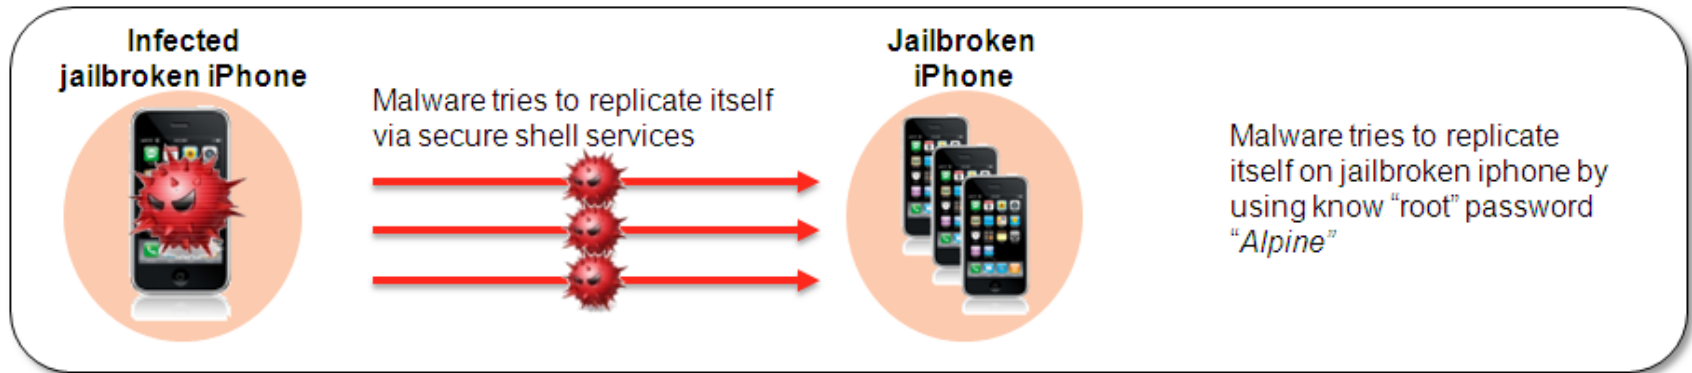 Infected
jailbroken iPhone
Malware tries to replicate itself
via secure shell services
Jailbroken
iPhone
Malware tries to replicate
itself on jailbroken iphone by
using know “root” password
“Alpine”